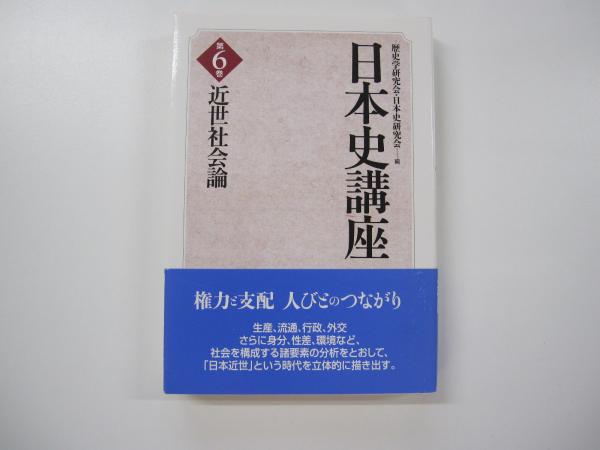 歴史学研究会・日本史研究会──編
日本史講座
第
6
巻
近世社会論
権力と支配 人びとのつながり
生産、流通、行政、外交
さらに身分、性差、環境など、
社会を構成する諸要素の分析をとおして、
「日本近世」という時代を立体的に描き出す。